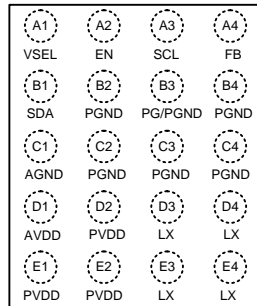 A1 A2 A3 A4
VSEL EN SCL FB
B1 B2 B3 B4
SDA PGND PG/PGND PGND
C1 C2 C3 C4
AGND PGND PGND PGND
D1 D2 D3 D4
AVDD PVDD LX LX
E1 E2 E3 E4
PVDD PVDD LX LX